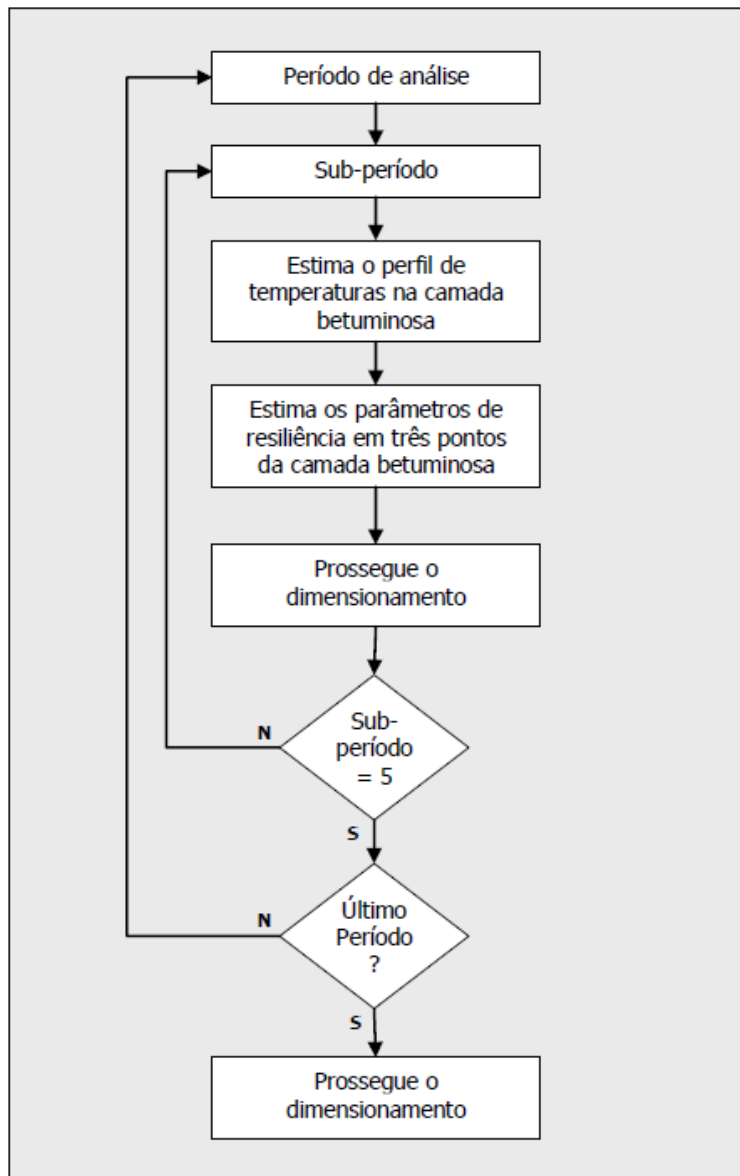 Período de análise
Sub-período
Estima o perfil de
temperaturas na camada
betuminosa
Estima os parâmetros de
resiliência em três pontos
da camada betuminosa
Prossegue o
dimensionamento
Sub-
período
= 5
N
S
Último
Período
?
N
S
Prossegue o
dimensionamento